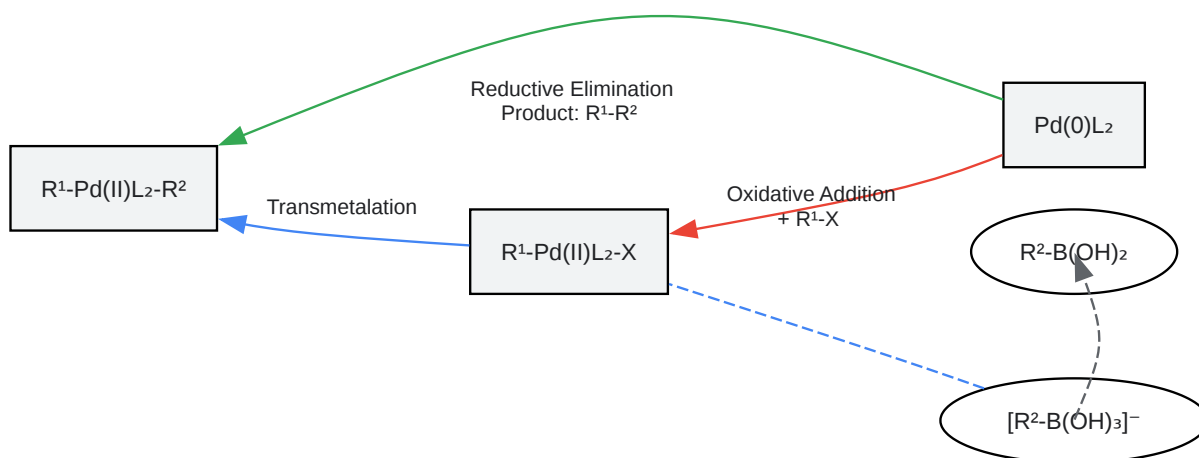 Reductive Elimination
Product: R¹-R²
Pd(0)L₂
R¹-Pd(II)L₂-R²
Transmetalation
Oxidative Addition
+ R¹-X
R¹-Pd(II)L₂-X
R²-B(OH)₂
[R²-B(OH)₃]⁻